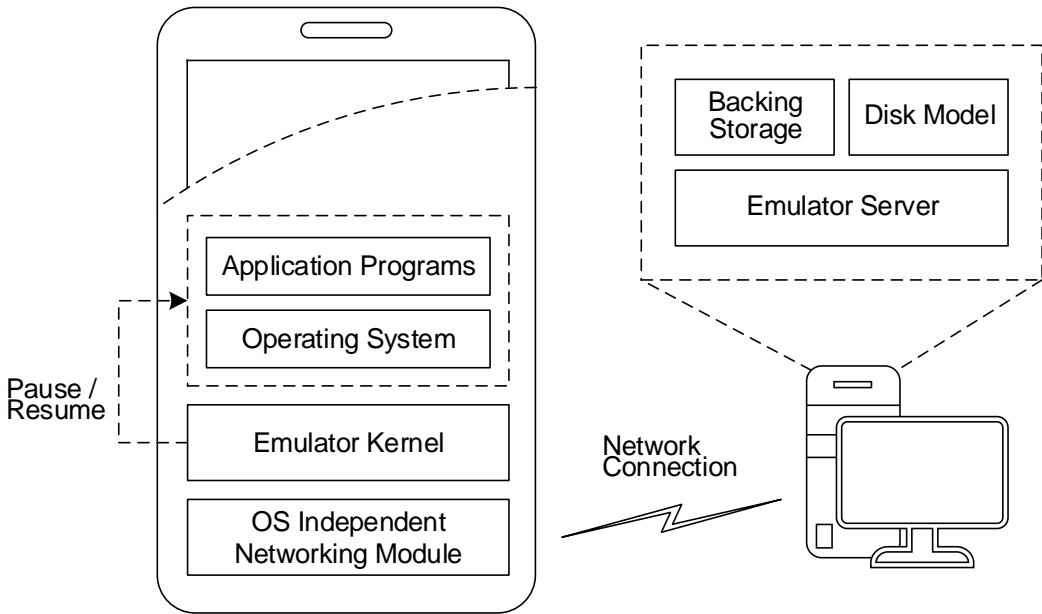 Application Programs
Operating System
Pause /
Resume
Emulator Kernel
OS Independent
Networking Module
Network
Connection
Backing
Storage
Disk Model
Emulator Server